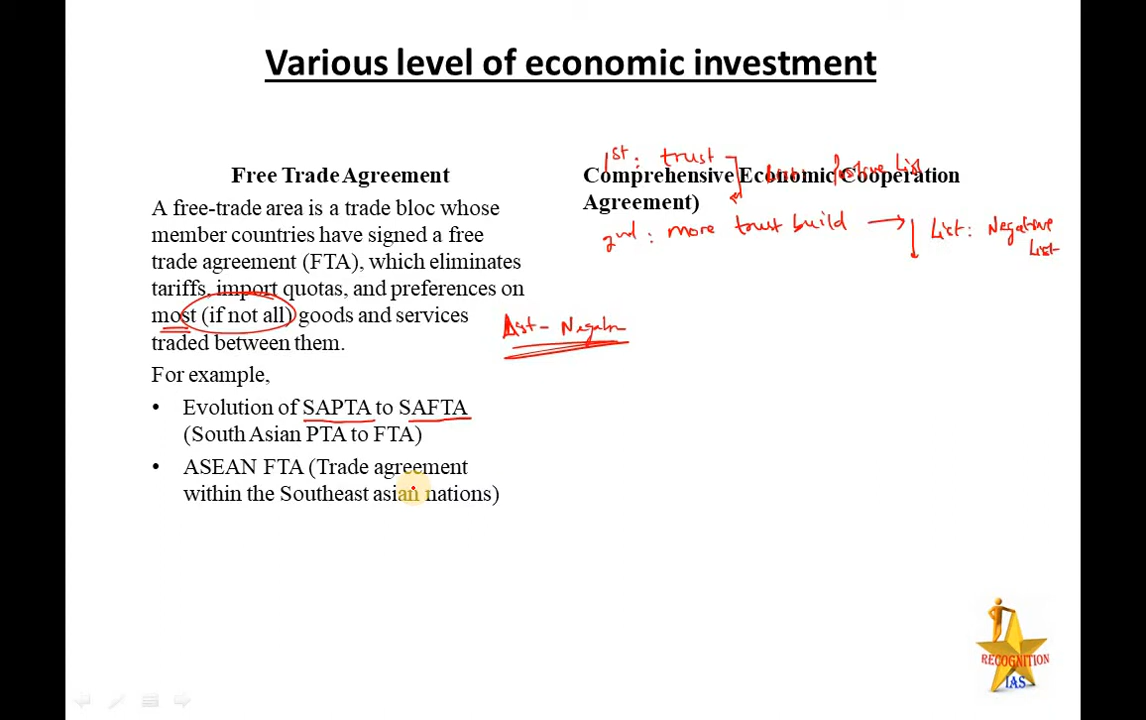 Various level of economic investment
Free Trade Agreement
A free-trade area is a trade bloc whose
member countries have signed a free
trade agreement (FTA), which eliminates
tariffs, import quotas, and preferences on
most (if not all) goods and services
traded between them.
For example,
• Evolution of SAPTA to SAFTA
(South Asian PTA to FTA)
• ASEAN FTA (Trade agreement
within the Southeast asian nations)
List - Negative
1st: trust
List: Positive List
Comprehensive Economic Cooperation
Agreement)
2nd: more trust build → List: Negative
List
RECOGNITION
IAS